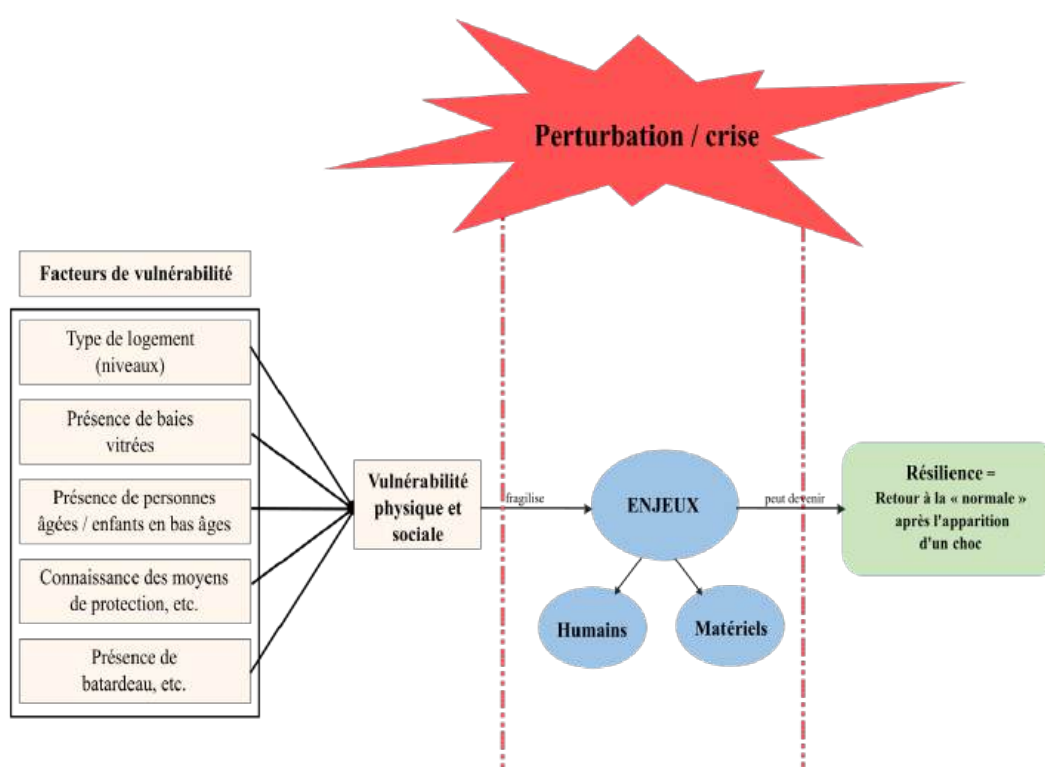 Perturbation / crise
Facteurs de vulnérabilité
Type de logement
(niveaux)
Présence de baies
vitrées
Présence de personnes
âgées / enfants en bas âges
Connaissance des moyens
de protection, etc.
Présence de
batardeau, etc.
Vulnérabilité
physique et
sociale
fragilise
ENJEUX
Humains
Matériels
peut devenir
Résilience =
Retour à la « normale »
après l'apparition
d'un choc